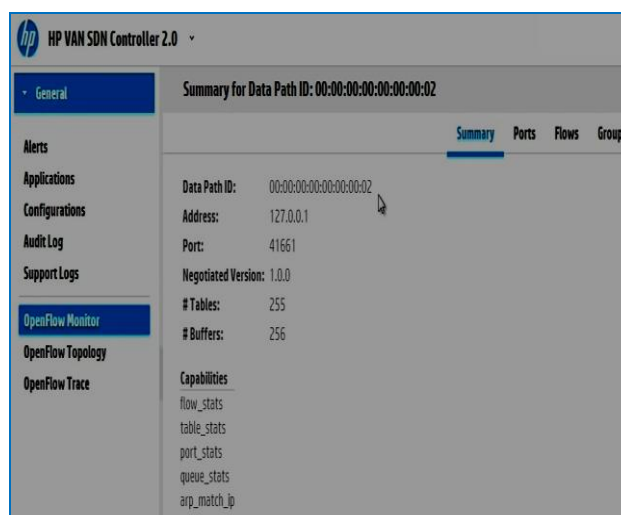 hp HP VAN SDN Controller 2.0
General
Alerts
Applications
Configurations
Audit Log
Support Logs
OpenFlow Monitor
OpenFlow Topology
OpenFlow Trace
Summary for Data Path ID: 00:00:00:00:00:00:00:02
Summary Ports Flows Group
Data Path ID: 00:00:00:00:00:00:00:02
Address: 127.0.0.1
Port: 41661
Negotiated Version: 1.0.0
# Tables: 255
# Buffers: 256
Capabilities
flow_stats
table_stats
port_stats
queue_stats
arp_match_ip